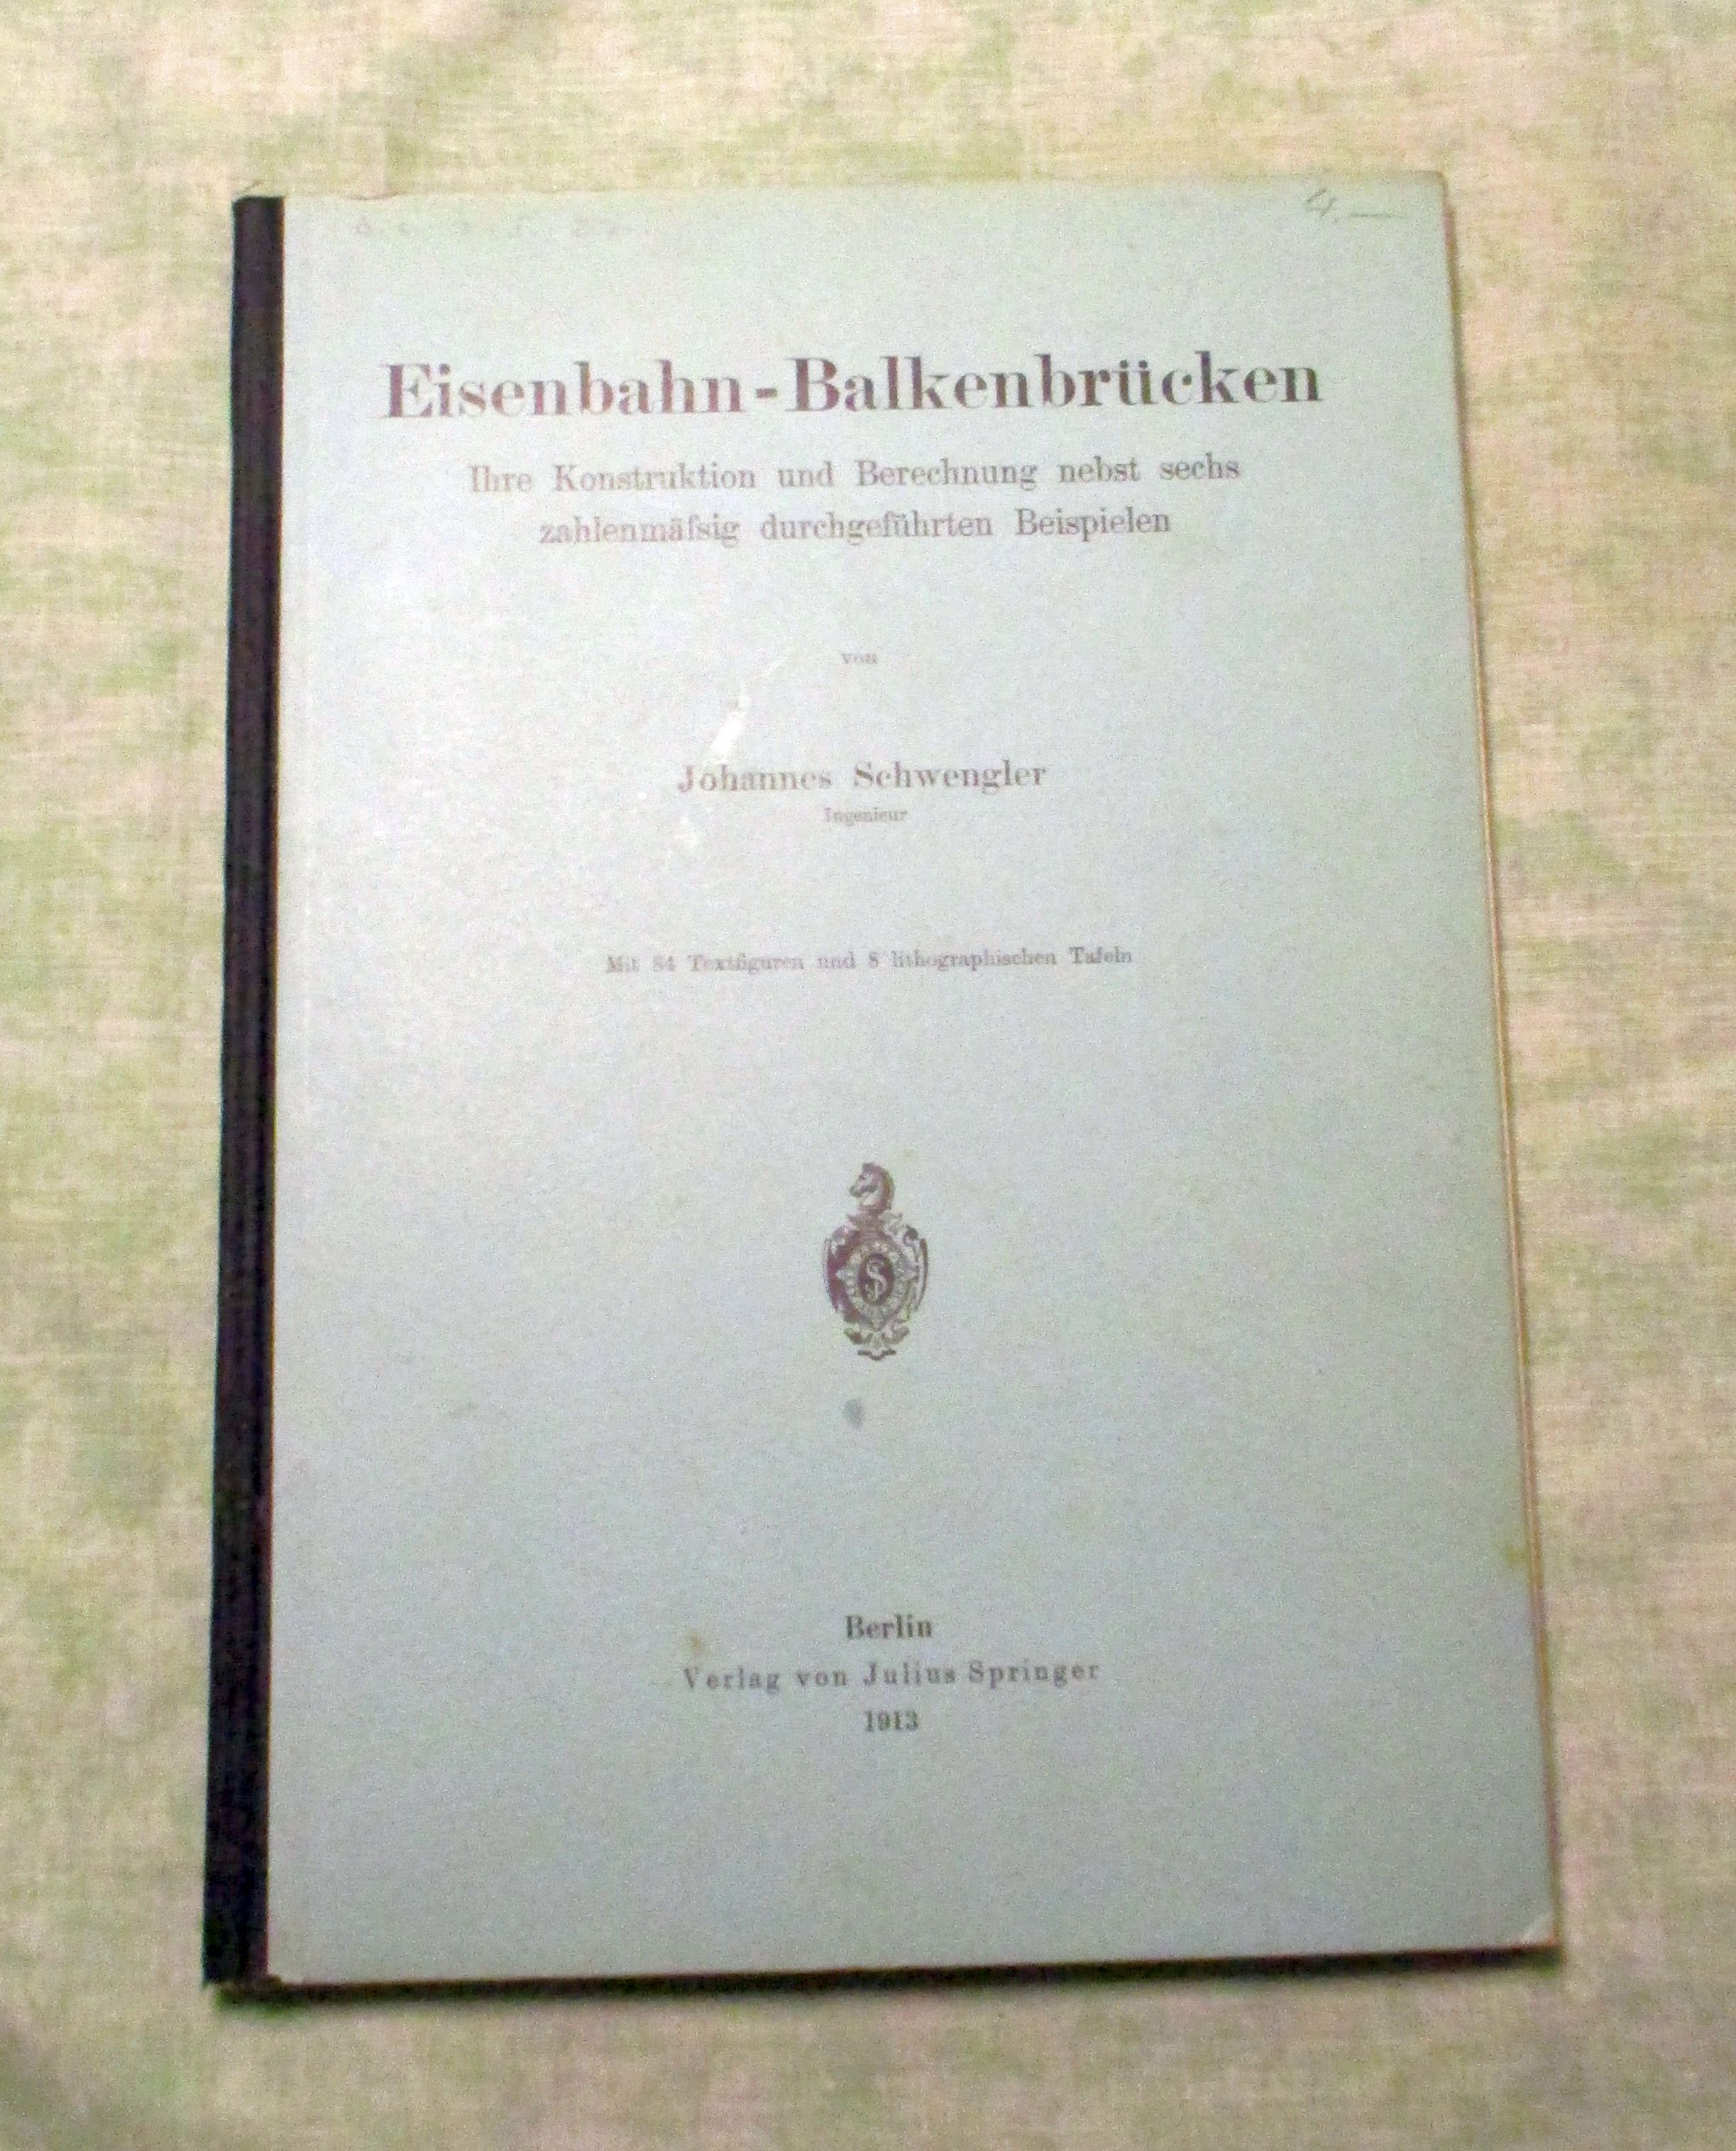 4.—
Eisenbahn-Balkenbrücken
Ihre Konstruktion und Berechnung nebst sechs
zahlenmäſsig durchgeführten Beispielen
von
Johannes Schwengler
Ingenieur
Mit 84 Textfiguren und 8 lithographischen Tafeln
S
Berlin
Verlag von Julius Springer
1913